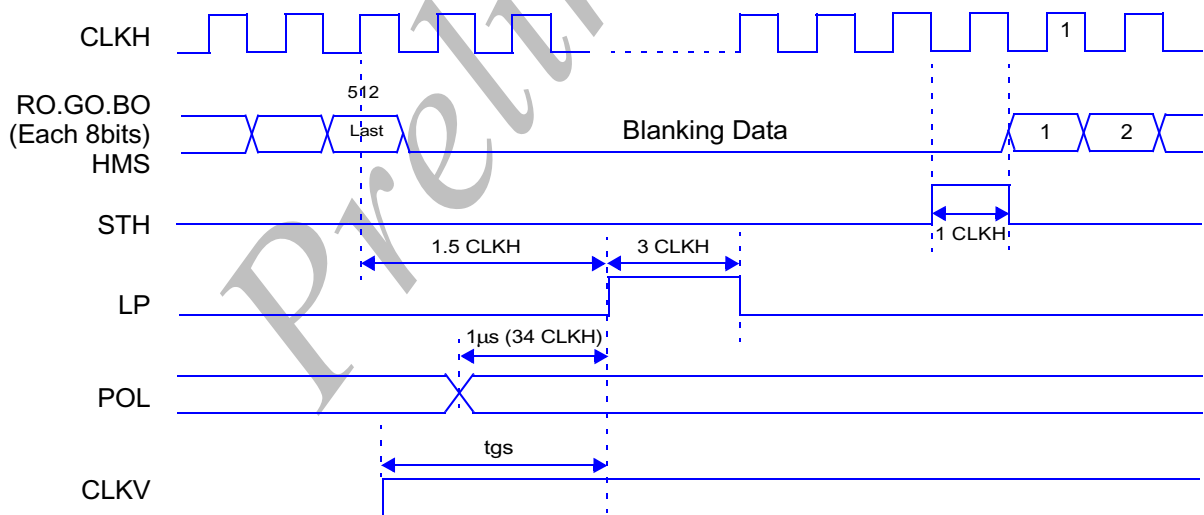 CLKH
1
RO.GO.BO
(Each 8bits)
HMS
512
Last
Blanking Data
1
2
STH
1 CLKH
1.5 CLKH
3 CLKH
LP
1µs (34 CLKH)
POL
tgs
CLKV